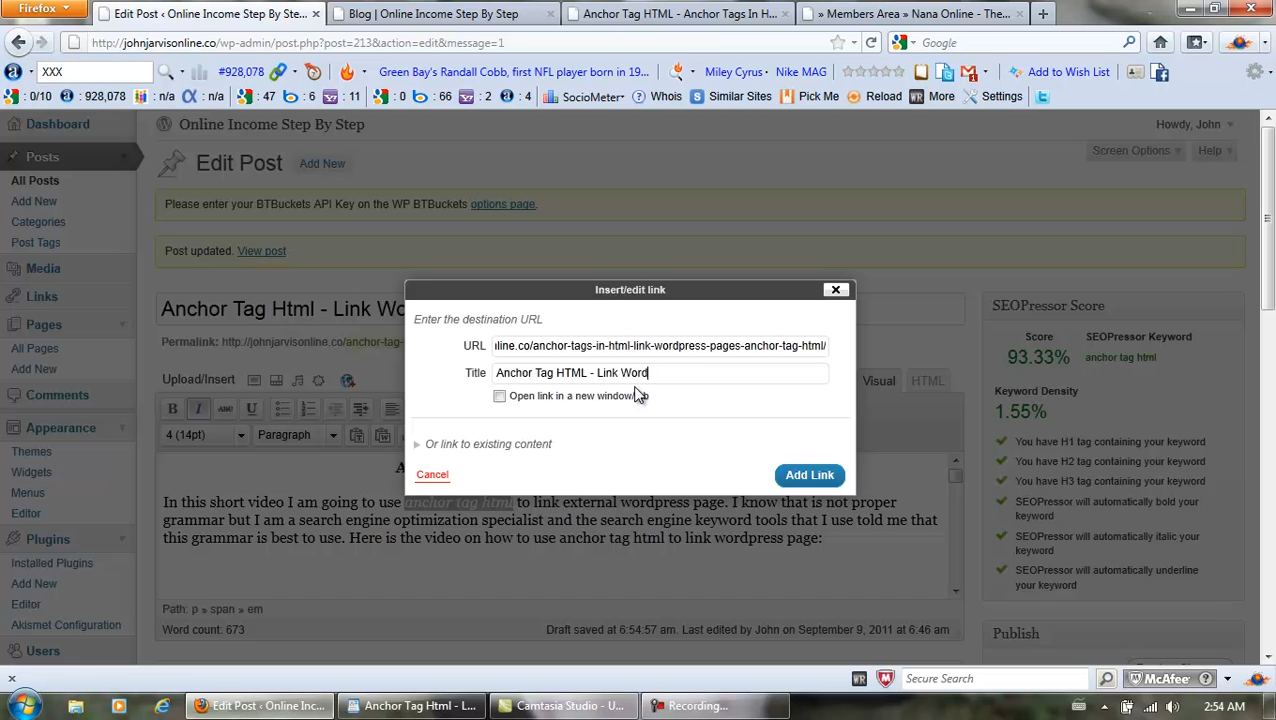 Firefox
Edit Post ‹ Online Income Step By Ste...
Blog | Online Income Step By Step
Anchor Tag HTML - Anchor Tags In H...
» Members Area » Nana Online - The...
http://johnjarvisonline.co/wp-admin/post.php?post=213&action=edit&message=1
Google
XXX
#928,078
Green Bay's Randall Cobb, first NFL player born in 19...
Miley Cyrus
Nike MAG
Add to Wish List
: 0/10
: 928,078
: n/a
: n/a
: 47
: 6
: 11
: 0
: 66
: 2
: 4
SocioMeter
Whois
Similar Sites
Pick Me
Reload
More
Settings
Dashboard
Online Income Step By Step
Howdy, John
Posts
Edit Post
Add New
Screen Options
Help
All Posts
Add New
Categories
Post Tags
Please enter your BTBuckets API Key on the WP BTBuckets options page.
Post updated. View post
Media
Links
Pages
All Pages
Add New
Comments
Appearance
Themes
Widgets
Menus
Editor
Plugins
Installed Plugins
Add New
Editor
Akismet Configuration
Users
Insert/edit link
Enter the destination URL
URL
line.co/anchor-tags-in-html-link-wordpress-pages-anchor-tag-html/
Title
Anchor Tag HTML - Link Word
Open link in a new window
Or link to existing content
Cancel
Add Link
Anchor Tag Html - Link Wo
Permalink: http://johnjarvisonline.co/anchor-tag-
Upload/Insert
Visual
HTML
B
I
ABC
4 (14pt)
Paragraph
In this short video I am going to use anchor tag html to link external wordpress page. I know that is not proper
grammar but I am a search engine optimization specialist and the search engine keyword tools that I use told me that
this grammar is best to use. Here is the video on how to use anchor tag html to link wordpress page:
Path: p » span » em
Word count: 673
Draft saved at 6:54:57 am. Last edited by John on September 9, 2011 at 6:46 am
SEOPressor Score
Score
93.33%
SEOPressor Keyword
anchor tag html
Keyword Density
1.55%
You have H1 tag containing your keyword
You have H2 tag containing your keyword
You have H3 tag containing your keyword
SEOPressor will automatically bold your
keyword
SEOPressor will automatically italic your
keyword
SEOPressor will automatically underline
your keyword
Publish
WR
Secure Search
McAfee
Edit Post ‹ Online Inc...
Anchor Tag Html - L...
Camtasia Studio - U...
Recording...
2:54 AM